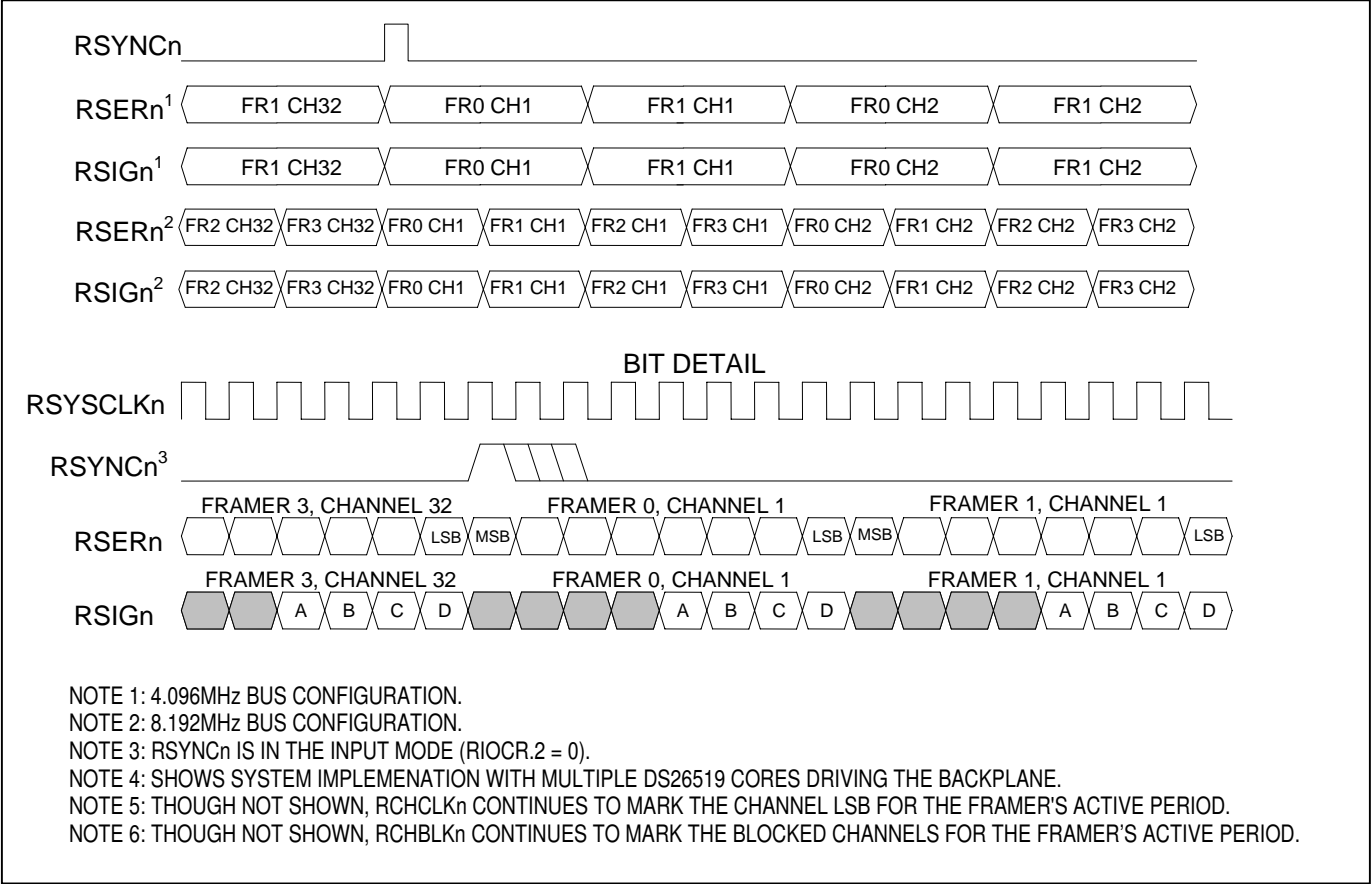 RSYNCn
RSERn1 FR1 CH32 FR0 CH1 FR1 CH1 FR0 CH2 FR1 CH2
RSIGn1 FR1 CH32 FR0 CH1 FR1 CH1 FR0 CH2 FR1 CH2
RSERn2 FR2 CH32 FR3 CH32 FR0 CH1 FR1 CH1 FR2 CH1 FR3 CH1 FR0 CH2 FR1 CH2 FR2 CH2 FR3 CH2
RSIGn2 FR2 CH32 FR3 CH32 FR0 CH1 FR1 CH1 FR2 CH1 FR3 CH1 FR0 CH2 FR1 CH2 FR2 CH2 FR3 CH2
BIT DETAIL
RSYSCLKn
RSYNCn3
FRAMER 3, CHANNEL 32 FRAMER 0, CHANNEL 1 FRAMER 1, CHANNEL 1
RSERn LSB MSB LSB MSB LSB
FRAMER 3, CHANNEL 32 FRAMER 0, CHANNEL 1 FRAMER 1, CHANNEL 1
RSIGn A B C D A B C D A B C D
NOTE 1: 4.096MHz BUS CONFIGURATION.
NOTE 2: 8.192MHz BUS CONFIGURATION.
NOTE 3: RSYNCn IS IN THE INPUT MODE (RIOCR.2 = 0).
NOTE 4: SHOWS SYSTEM IMPLEMENATION WITH MULTIPLE DS26519 CORES DRIVING THE BACKPLANE.
NOTE 5: THOUGH NOT SHOWN, RCHCLKn CONTINUES TO MARK THE CHANNEL LSB FOR THE FRAMER'S ACTIVE PERIOD.
NOTE 6: THOUGH NOT SHOWN, RCHBLKn CONTINUES TO MARK THE BLOCKED CHANNELS FOR THE FRAMER'S ACTIVE PERIOD.